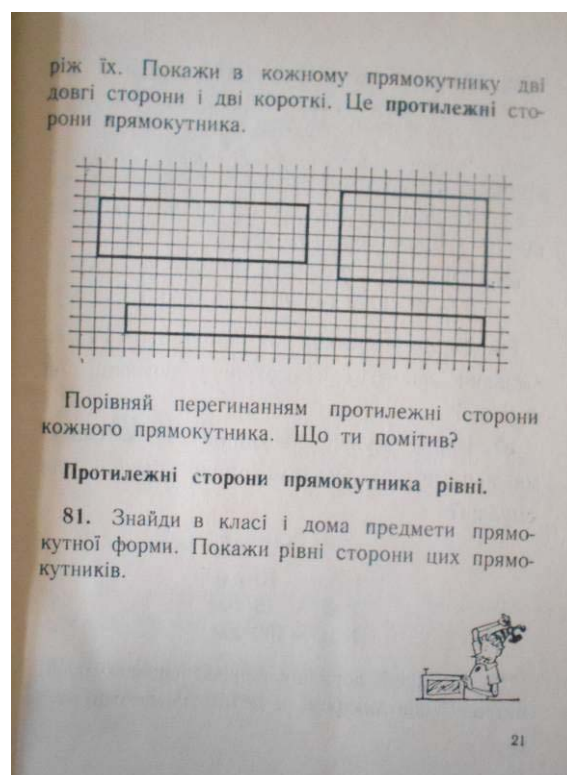 ріж їх. Покажи в кожному прямокутнику дві
довгі сторони і дві короткі. Це протилежні сто-
рони прямокутника.
Порівняй перегинанням протилежні сторони
кожного прямокутника. Що ти помітив?
Протилежні сторони прямокутника рівні.
81. Знайди в класі і дома предмети прямо-
кутної форми. Покажи рівні сторони цих прямо-
кутників.
21